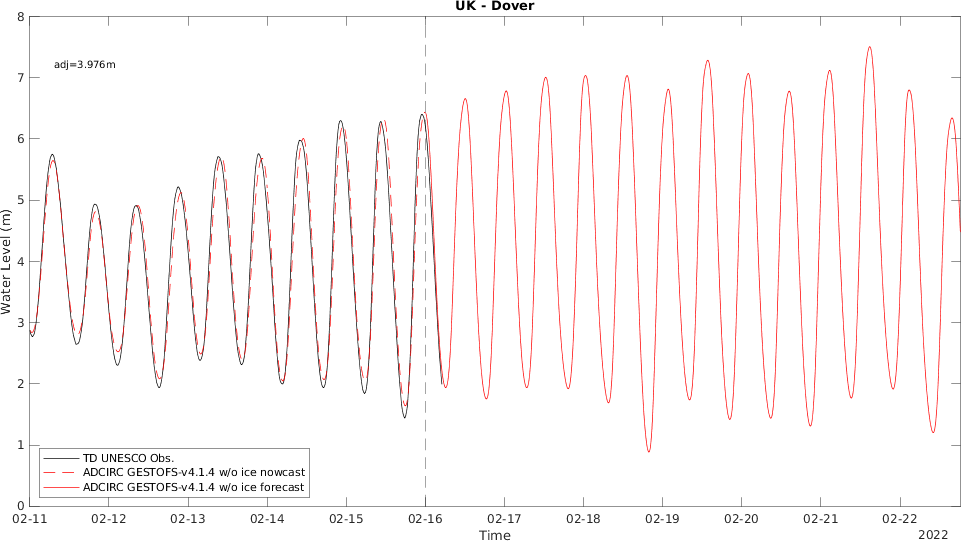 UK - Dover
8
adj=3.976m
7
6
5
4
3
2
1
0
Water Level (m)
TD UNESCO Obs.
ADCIRC GESTOFS-v4.1.4 w/o ice nowcast
ADCIRC GESTOFS-v4.1.4 w/o ice forecast
02-11 02-12 02-13 02-14 02-15 02-16 02-17 02-18 02-19 02-20 02-21 02-22
Time
2022